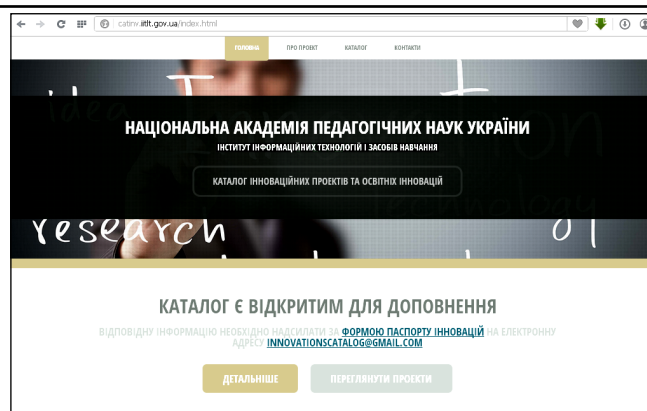 catinv.iitlt.gov.ua/index.html
ГОЛОВНА ПРО ПРОЕКТ КАТАЛОГ КОНТАКТИ
idea
НАЦІОНАЛЬНА АКАДЕМІЯ ПЕДАГОГІЧНИХ НАУК УКРАЇНИ
ІНСТИТУТ ІНФОРМАЦІЙНИХ ТЕХНОЛОГІЙ І ЗАСОБІВ НАВЧАННЯ
КАТАЛОГ ІННОВАЦІЙНИХ ПРОЕКТІВ ТА ОСВІТНІХ ІННОВАЦІЙ
Technology
research
КАТАЛОГ Є ВІДКРИТИМ ДЛЯ ДОПОВНЕННЯ
ВІДПОВІДНУ ІНФОРМАЦІЮ НЕОБХІДНО НАДСИЛАТИ ЗА ФОРМОЮ ПАСПОРТУ ІННОВАЦІЙ НА ЕЛЕКТРОННУ
АДРЕСУ INNOVATIONSCATALOG@GMAIL.COM
ДЕТАЛЬНІШЕ ПЕРЕГЛЯНУТИ ПРОЕКТИ